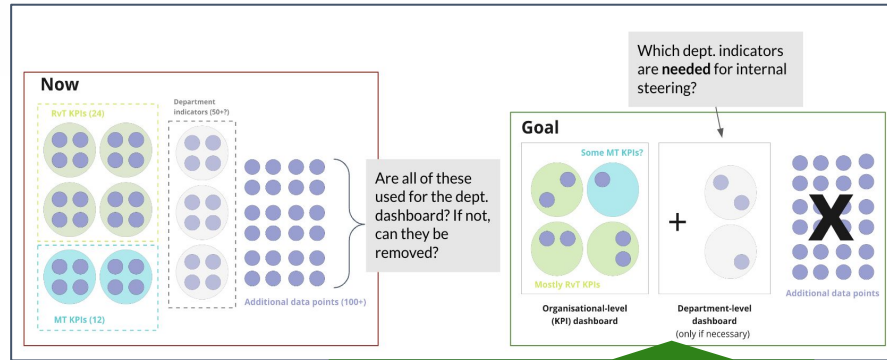 Now
RvT KPIs (24)
Department
indicators (50+?)
MT KPIs (12)
Additional data points (100+)
Are all of these
used for the dept.
dashboard? If not,
can they be
removed?
Which dept. indicators
are needed for internal
steering?
Goal
Some MT KPIs?
Mostly RvT KPIs
+
X
Organisational-level
(KPI) dashboard
Department-level
dashboard
(only if necessary)
Additional data points